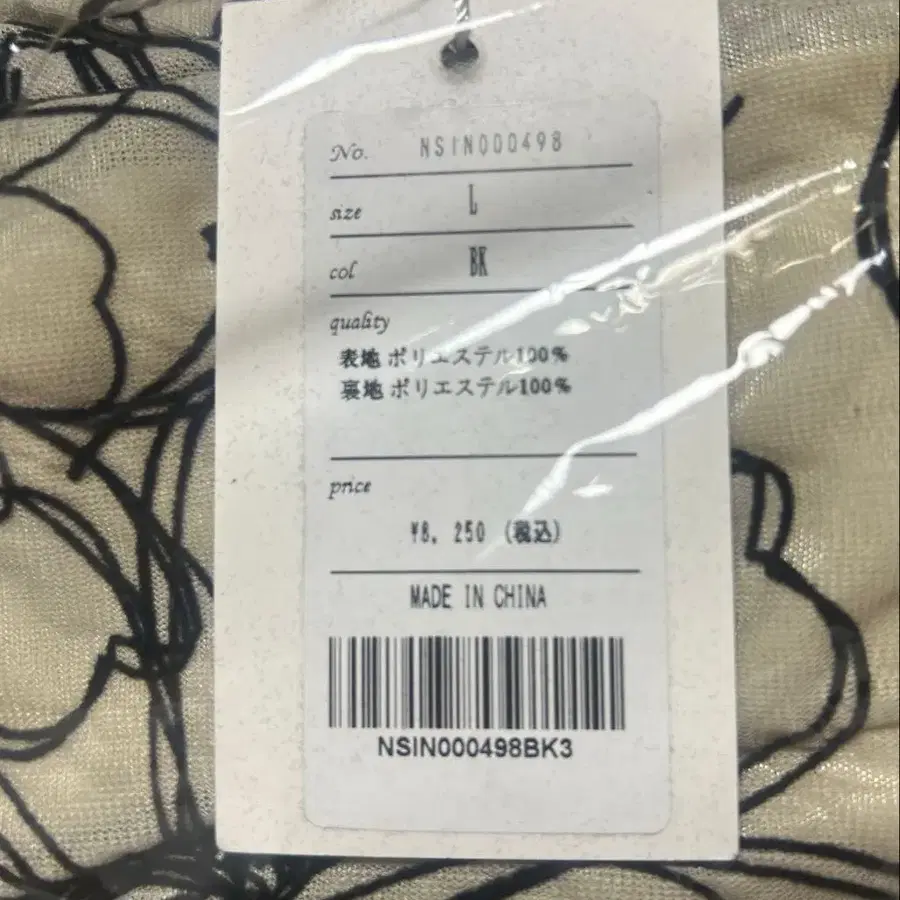 No. NSIN000498
size L
col BK
quality
表地 ポリエステル100%
裏地 ポリエステル100%
price
¥8, 250 (税込)
MADE IN CHINA
NSIN000498BK3